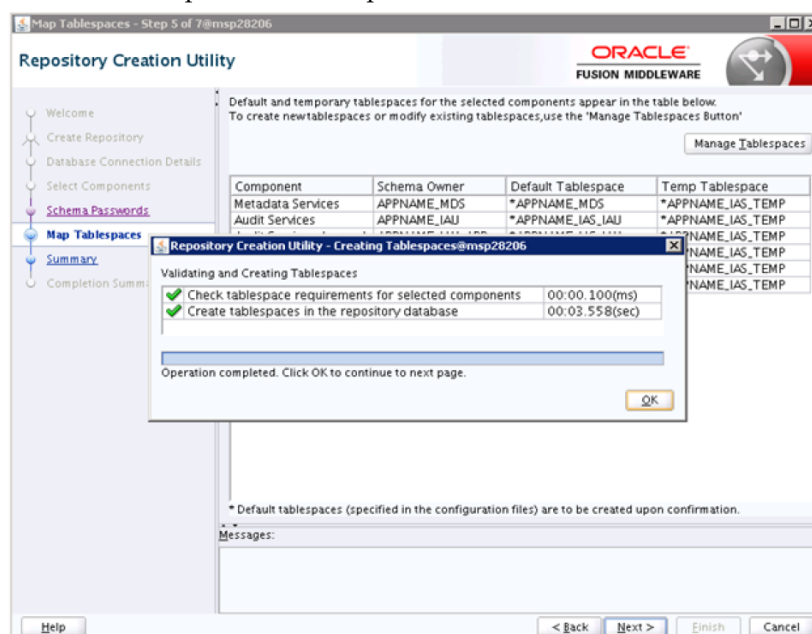 Map Tablespaces - Step 5 of 7@msp28206
Repository Creation Utility
ORACLE
FUSION MIDDLEWARE
Welcome
Create Repository
Database Connection Details
Select Components
Schema Passwords
Map Tablespaces
Summary
Completion Summ
Default and temporary tablespaces for the selected components appear in the table below.
To create newtablespaces or modify existing tablespaces,use the 'Manage Tablespaces Button'
Manage Tablespaces
Component Schema Owner Default Tablespace Temp Tablespace
Metadata Services APPNAME_MDS *APPNAME_MDS *APPNAME_IAS_TEMP
Audit Services APPNAME_IAU *APPNAME_IAS_IAU *APPNAME_IAS_TEMP
PNAME_IAS_TEMP
PNAME_IAS_TEMP
PNAME_IAS_TEMP
PNAME_IAS_TEMP
Repository Creation Utility - Creating Tablespaces@msp28206
Validating and Creating Tablespaces
Check tablespace requirements for selected components 00:00.100(ms)
Create tablespaces in the repository database 00:03.558(sec)
Operation completed. Click OK to continue to next page.
OK
* Default tablespaces (specified in the configuration files) are to be created upon confirmation.
Messages:
Help
< Back
Next >
Finish
Cancel